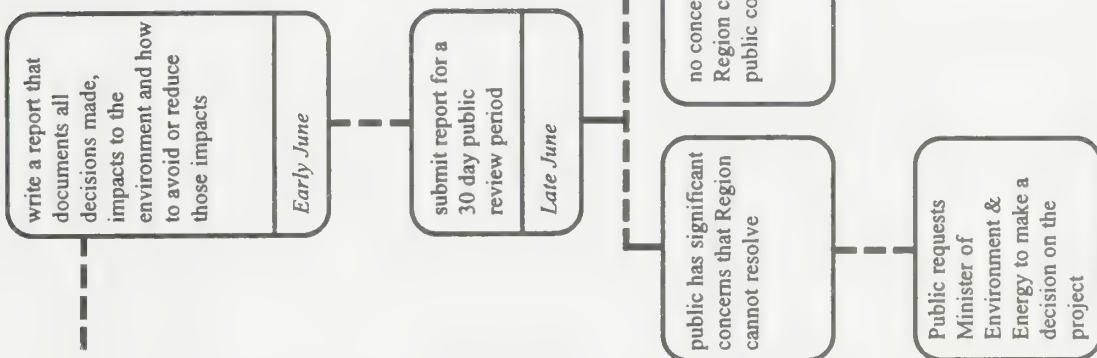 write a report that
documents all
decisions made,
impacts to the
environment and how
to avoid or reduce
those impacts
Early June
submit report for a
30 day public
review period
Late June
public has significant
concerns that Region
cannot resolve
no conce
Region c
public co
Public requests
Minister of
Environment &
Energy to make a
decision on the
project